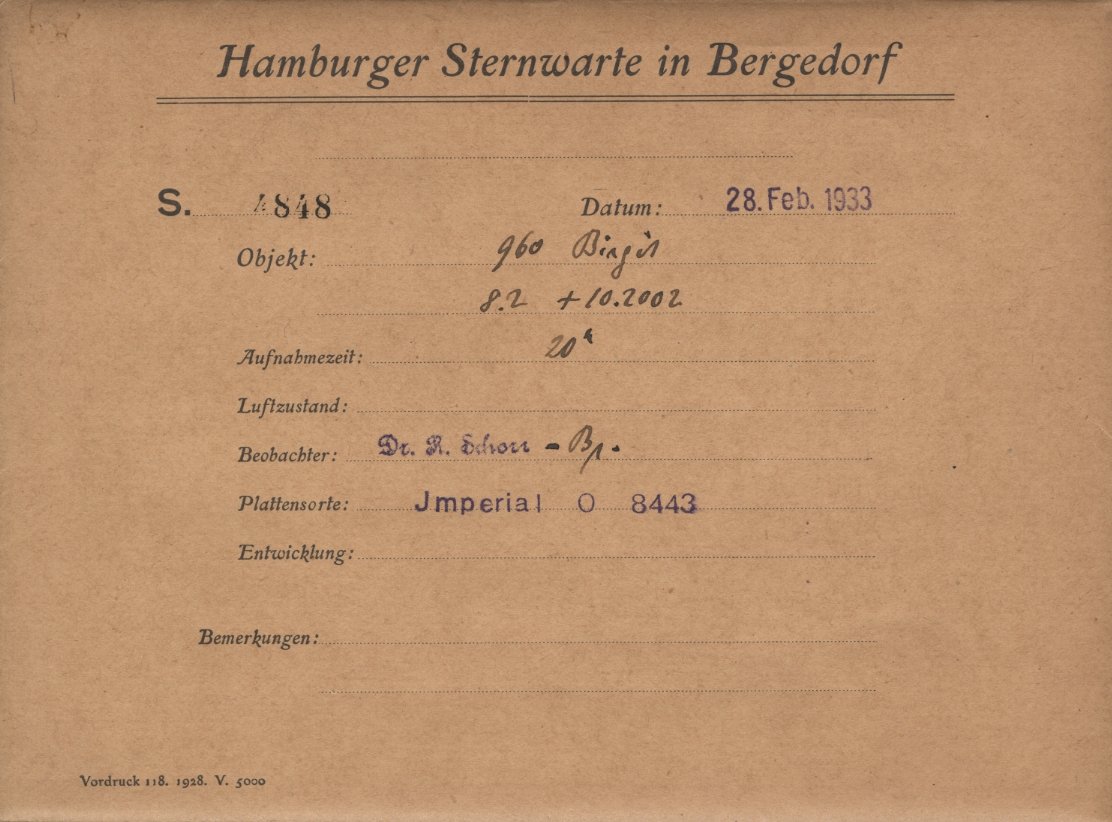 Hamburger Sternwarte in Bergedorf
S. 4848 Datum: 28. Feb. 1933
Objekt: 960 Birgit
8.2 +10.2002
Aufnahmezeit: 20
Luftzustand:
Beobachter: Dr. R. Schorr -
Plattensorte: Jmperial O 8443
Entwicklung:
Bemerkungen:
Vordruck 118. 1928. V. 5000